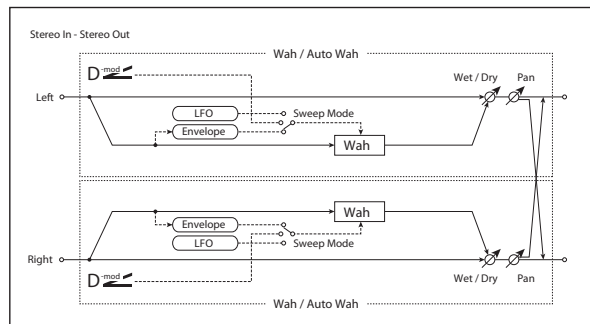 Stereo In - Stereo Out
Wah / Auto Wah
D-mod
Wet / Dry
Pan
Left
LFO
Sweep Mode
Envelope
Wah
Wah
Envelope
Sweep Mode
LFO
Right
D-mod
Wet / Dry
Pan
Wah / Auto Wah